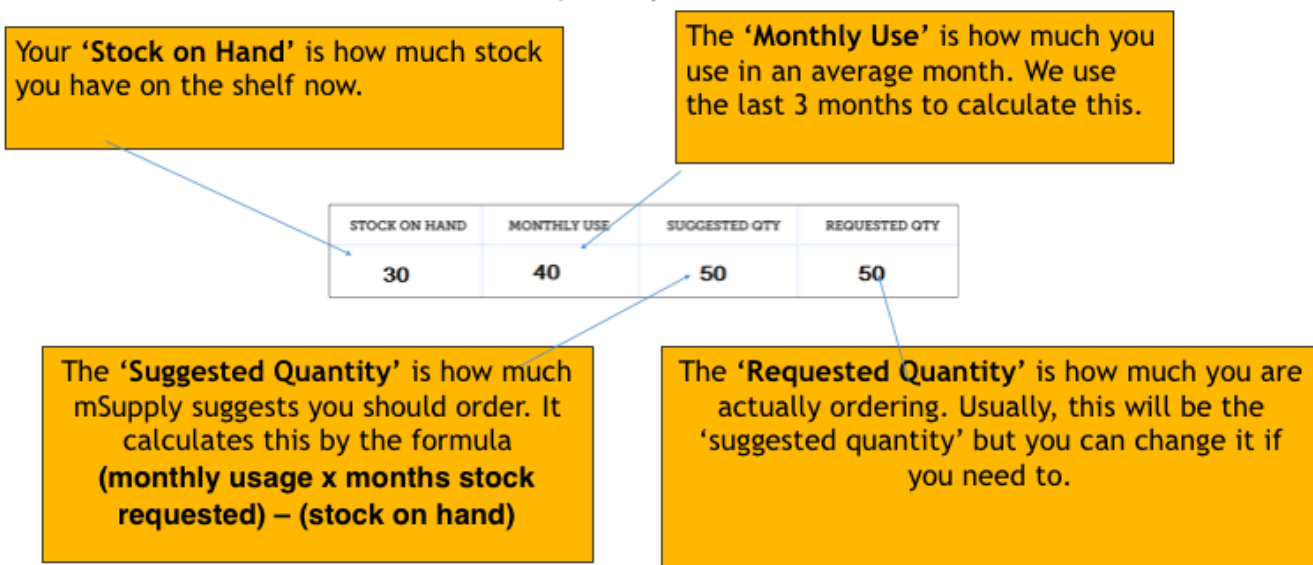 Your ‘Stock on Hand’ is how much stock
you have on the shelf now.
The ‘Monthly Use’ is how much you
use in an average month. We use
the last 3 months to calculate this.
STOCK ON HAND MONTHLY USE SUGGESTED QTY REQUESTED QTY
30 40 50 50
The ‘Suggested Quantity’ is how much
mSupply suggests you should order. It
calculates this by the formula
(monthly usage x months stock
requested) – (stock on hand)
The ‘Requested Quantity’ is how much you are
actually ordering. Usually, this will be the
‘suggested quantity’ but you can change it if
you need to.